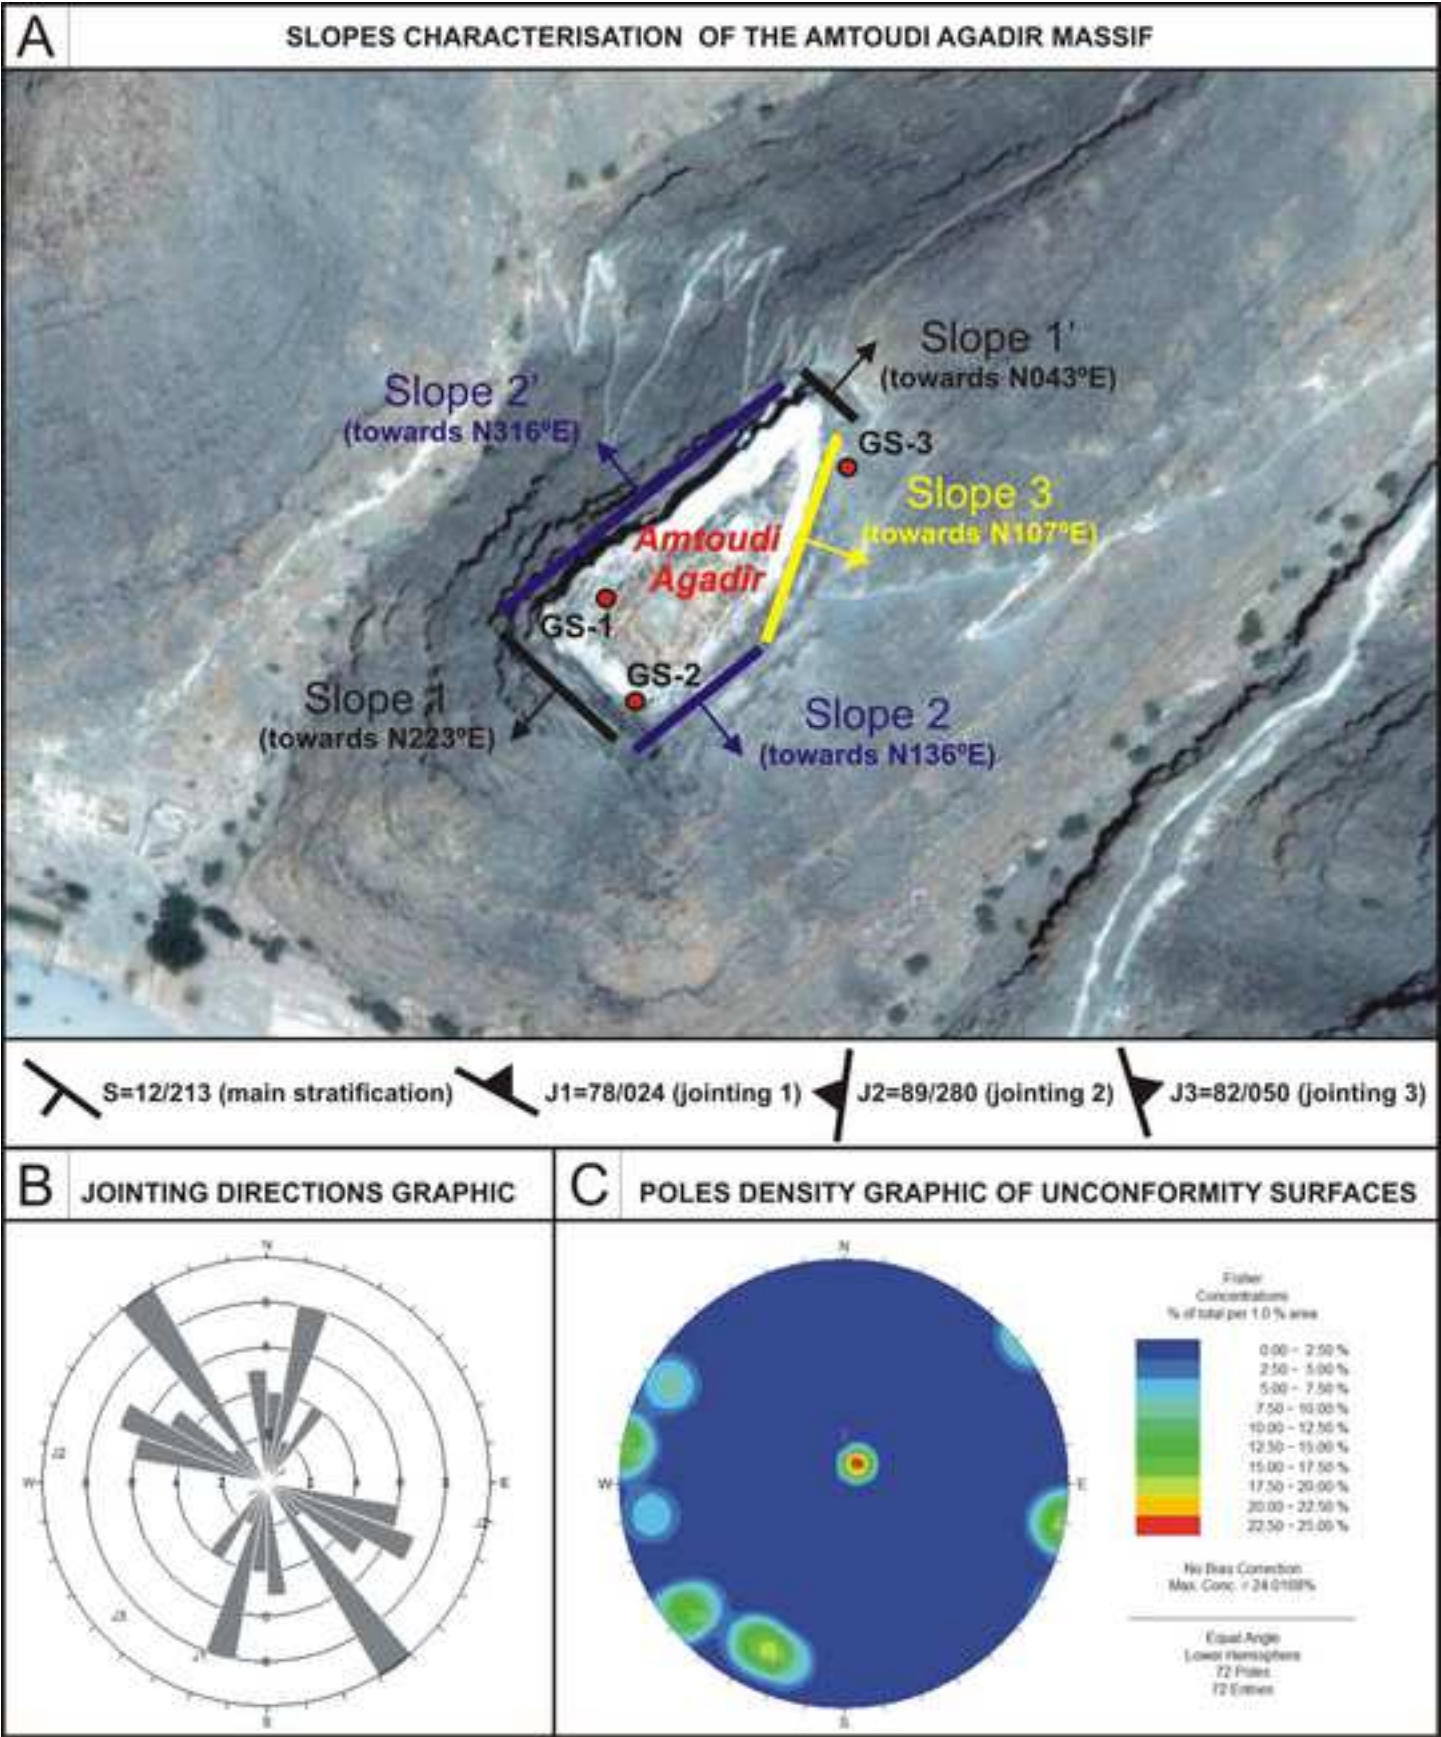 A
SLOPES CHARACTERISATION OF THE AMTOUDI AGADIR MASSIF
Slope 1'
(towards N043ºE)
Slope 2'
(towards N316ºE)
GS-3
Slope 3
(towards N107ºE)
Amtoudi
Agadir
GS-1
GS-2
Slope 1
(towards N223ºE)
Slope 2
(towards N136ºE)
S=12/213 (main stratification)
J1=78/024 (jointing 1)
J2=89/280 (jointing 2)
J3=82/050 (jointing 3)
B
JOINTING DIRECTIONS GRAPHIC
C
POLES DENSITY GRAPHIC OF UNCONFORMITY SURFACES
N
J2
W
E
S
N
W
E
S
Fisher
Concentrations
% of total per 1.0 % area
0.00 - 2.50 %
2.50 - 5.00 %
5.00 - 7.50 %
7.50 - 10.00 %
10.00 - 12.50 %
12.50 - 15.00 %
15.00 - 17.50 %
17.50 - 20.00 %
20.00 - 22.50 %
22.50 - 25.00 %
No Bias Correction
Max. Conc. = 24.0188%
Equal Angle
Lower Hemisphere
72 Poles
72 Entries